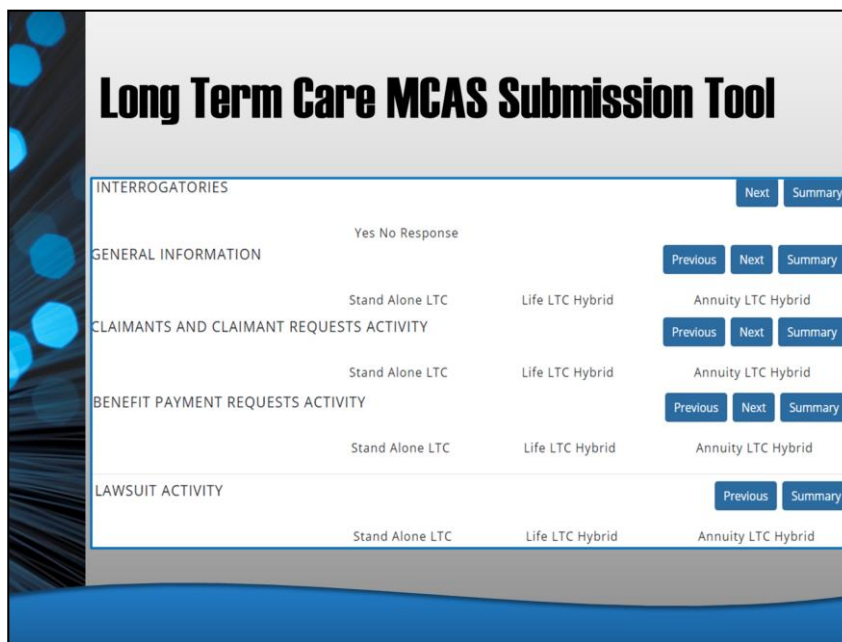 Long Term Care MCAS Submission Tool
INTERROGATORIES Next Summary
Yes No Response
GENERAL INFORMATION Previous Next Summary
Stand Alone LTC Life LTC Hybrid Annuity LTC Hybrid
CLAIMANTS AND CLAIMANT REQUESTS ACTIVITY Previous Next Summary
Stand Alone LTC Life LTC Hybrid Annuity LTC Hybrid
BENEFIT PAYMENT REQUESTS ACTIVITY Previous Next Summary
Stand Alone LTC Life LTC Hybrid Annuity LTC Hybrid
LAWSUIT ACTIVITY Previous Summary
Stand Alone LTC Life LTC Hybrid Annuity LTC Hybrid